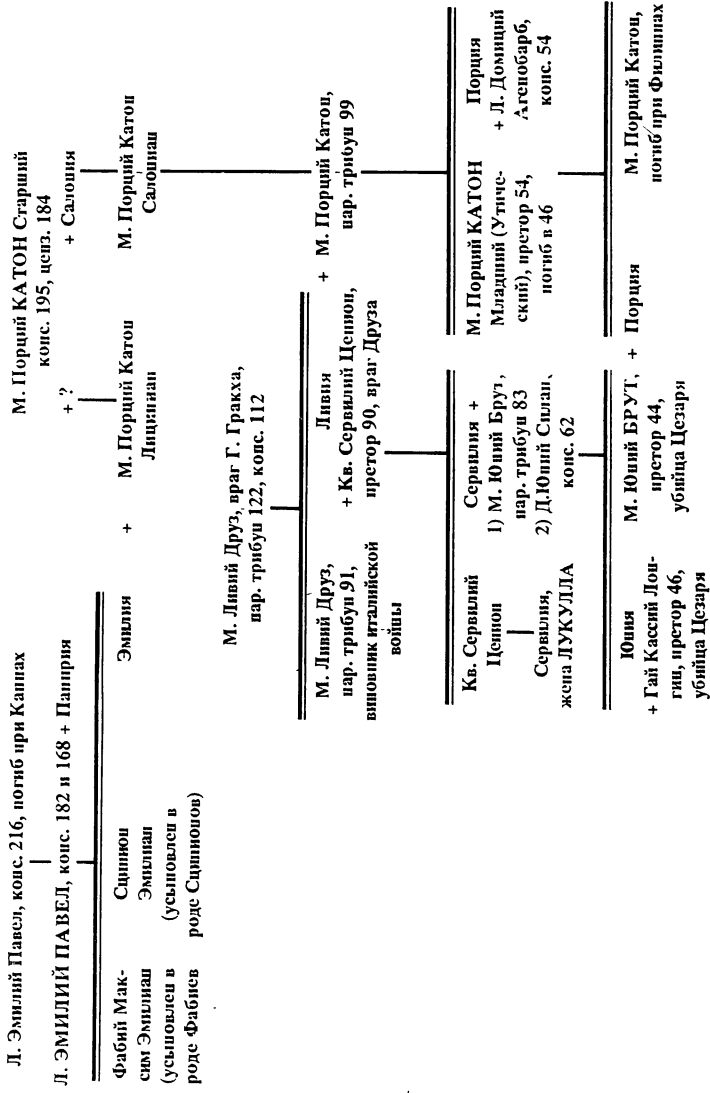 Л. Эмилий Павел, конс. 216, погиб при Каннах
Л. ЭМИЛИЙ ПАВЕЛ, конс. 182 и 168 + Папирия
М. Порций КАТОН Старший
конс. 195, ценз. 184
+ ?
+ Салония
Фабий Мак-
сим Эмилиан
(усыновлен в
роде Фабиев
Сципион
Эмилиан
(усыновлен в
роде Сципионов)
Эмилия
+
М. Порций Катон
Лициниан
М. Порций Катон
Салониан
М. Ливий Друз, враг Г. Гракха,
нар. трибун 122, конс. 112
М. Ливий Друз,
нар. трибун 91,
виновник италийской
войны
Ливия
+ Кв. Сервилий Цепион,
претор 90, враг Друза
+ М. Порций Катон,
нар. трибун 99
Кв. Сервилий
Цепион
Сервилия,
жена ЛУКУЛЛА
Сервилия +
1) М. Юний Брут,
нар. трибун 83
2) Д.Юний Силан,
конс. 62
М. Порций КАТОН
Младший (Утиче-
ский), претор 54,
погиб в 46
Порция
+ Л. Домиций
Агенобарб,
конс. 54
Юния
+ Гай Кассий Лон-
гин, претор 46,
убийца Цезаря
М. Юний БРУТ,
претор 44,
убийца Цезаря
+ Порция
М. Порций Катон,
погиб при Филиппах